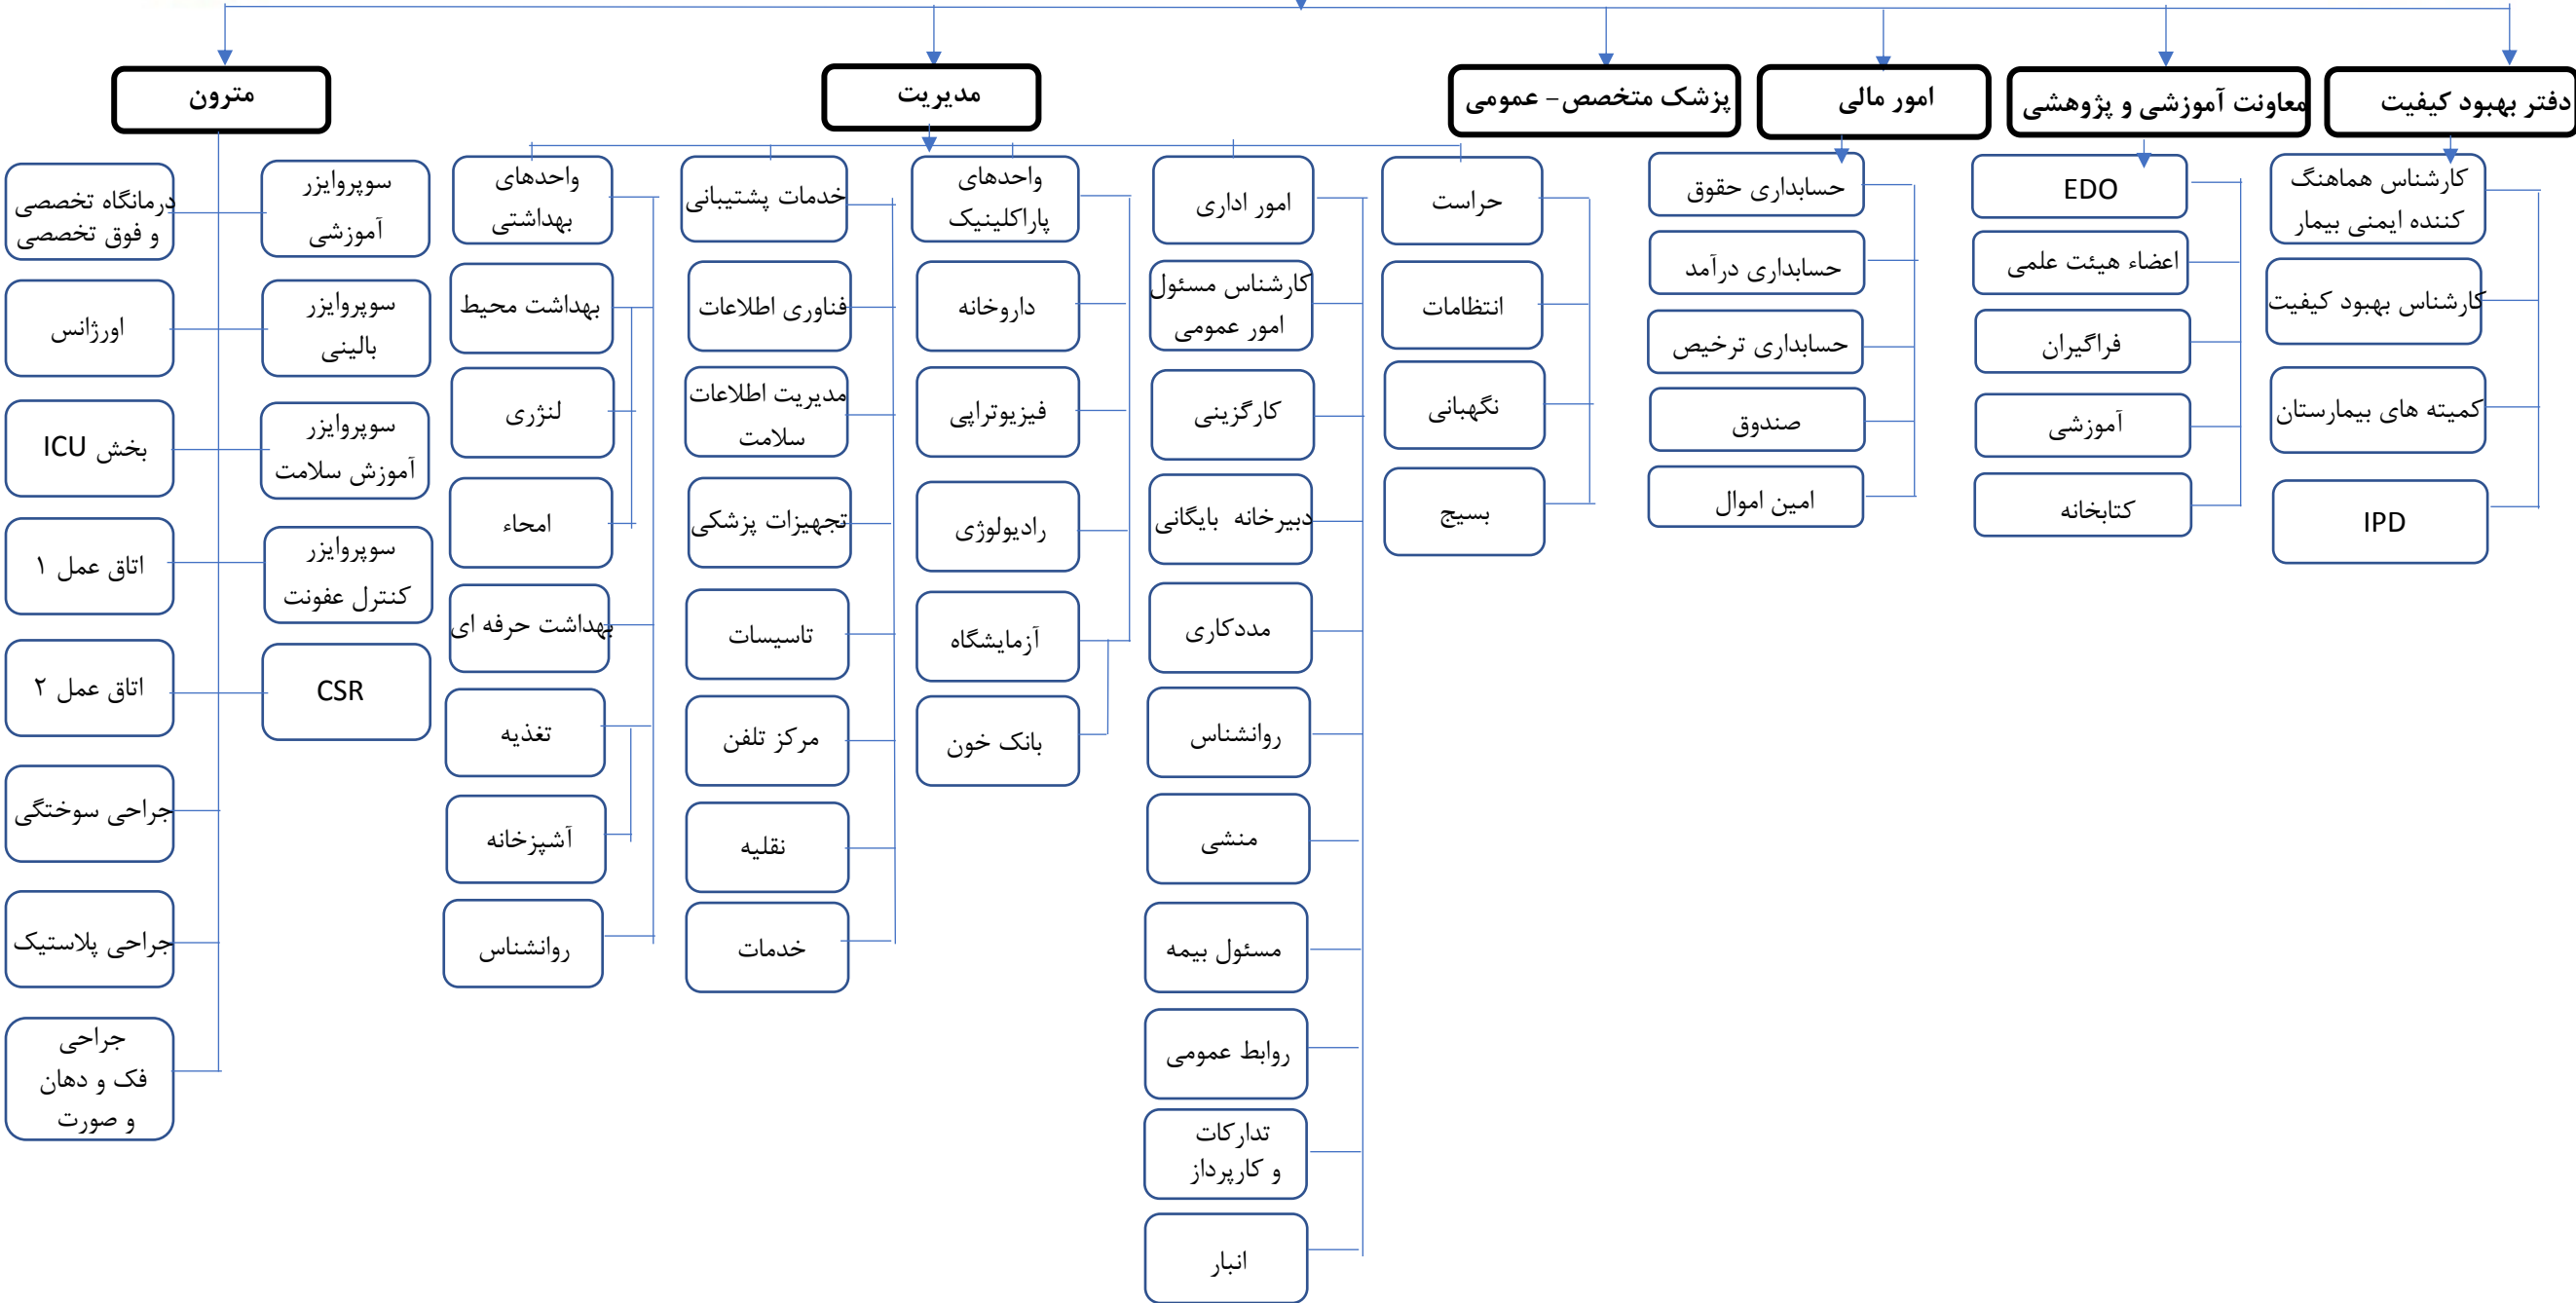 دفتر بهبود کیفیت
معاونت آموزشی و پژوهشی
امور مالی
پزشک متخصص- عمومی
مدیریت
مترون
کارشناس هماهنگ
کننده ایمنی بیمار
کارشناس بهبود کیفیت
کمیته های بیمارستان
IPD
EDO
اعضاء هیئت علمی
فراگیران
آموزشی
کتابخانه
حسابداری حقوق
حسابداری درآمد
حسابداری ترخیص
صندوق
امین اموال
حراست
انتظامات
نگهبانی
بسیج
امور اداری
کارشناس مسئول
امور عمومی
کارگزینی
دبیرخانه بایگانی
مددکاری
روانشناس
منشی
مسئول بیمه
روابط عمومی
تدارکات
و کارپرداز
انبار
واحدهای
پاراکلینیک
داروخانه
فیزیوتراپی
رادیولوژی
آزمایشگاه
بانک خون
خدمات پشتیبانی
فناوری اطلاعات
مدیریت اطلاعات
سلامت
تجهیزات پزشکی
تاسیسات
مرکز تلفن
نقلیه
خدمات
واحدهای
بهداشتی
بهداشت محیط
لنژری
امحاء
بهداشت حرفه ای
تغذیه
آشپزخانه
روانشناس
سوپروایزر
آموزشی
سوپروایزر
بالینی
سوپروایزر
آموزش سلامت
سوپروایزر
کنترل عفونت
CSR
درمانگاه تخصصی
و فوق تخصصی
اورژانس
بخش ICU
اتاق عمل ۱
اتاق عمل ۲
جراحی سوختگی
جراحی پلاستیک
جراحی
فک و دهان
و صورت